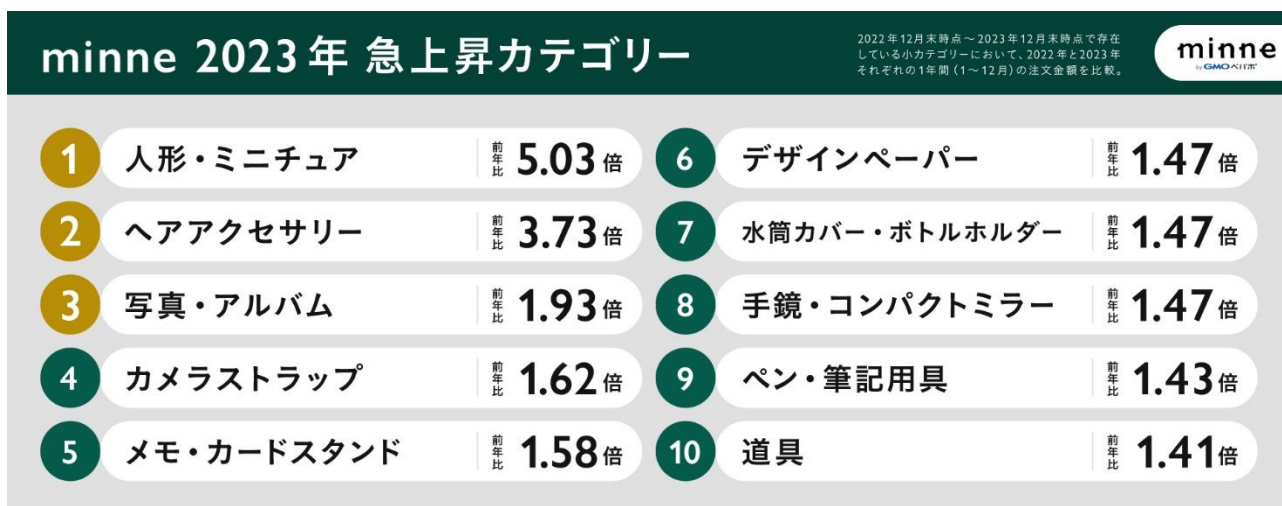 minne 2023年 急上昇カテゴリー
2022年12月末時点～2023年12月末時点で存在
している小カテゴリーにおいて、2022年と2023年
それぞれの1年間（1～12月）の注文金額を比較。
minne
by GMOペパボ
1 人形・ミニチュア 前年比 5.03倍
2 ヘアアクセサリー 前年比 3.73倍
3 写真・アルバム 前年比 1.93倍
4 カメラストラップ 前年比 1.62倍
5 メモ・カードスタンド 前年比 1.58倍
6 デザインペーパー 前年比 1.47倍
7 水筒カバー・ボトルホルダー 前年比 1.47倍
8 手鏡・コンパクトミラー 前年比 1.47倍
9 ペン・筆記用具 前年比 1.43倍
10 道具 前年比 1.41倍